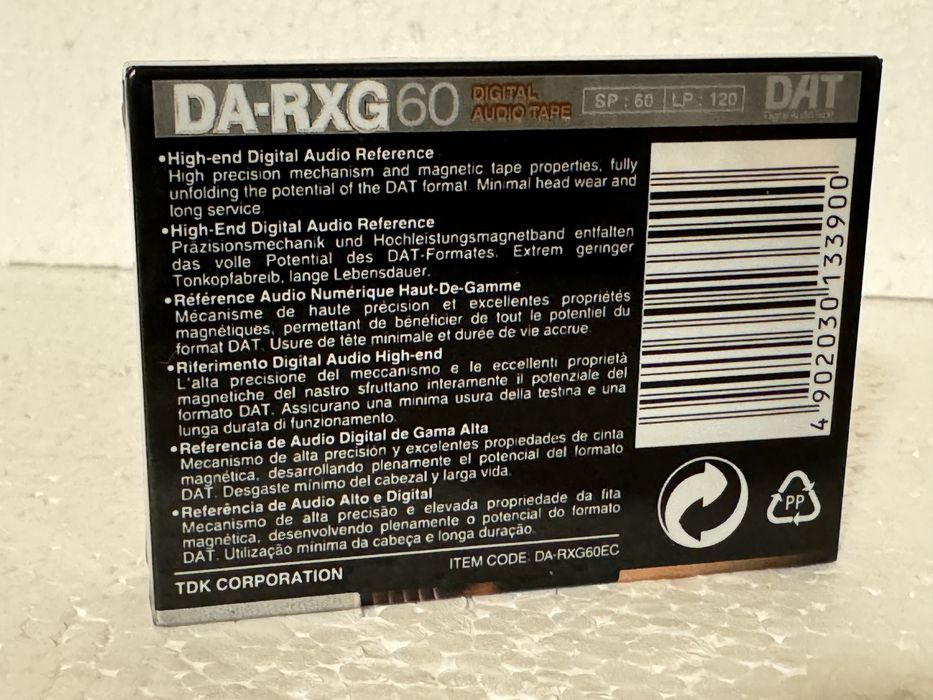 DA-RXG 60 DIGITAL AUDIO TAPE SP : 60 LP : 120 DAT
Digital Audio Tape
•High-end Digital Audio Reference
High precision mechanism and magnetic tape properties, fully
unfolding the potential of the DAT format. Minimal head wear and
long service.
•High-End Digital Audio Reference
Präzisionsmechanik und Hochleistungsmagnetband entfalten
das volle Potential des DAT-Formates. Extrem geringer
Tonkopfabreib, lange Lebensdauer.
•Référence Audio Numérique Haut-De-Gamme
Mécanisme de haute précision et excellentes propriétés
magnétiques, permettant de bénéficier de tout le potentiel du
format DAT. Usure de tête minimale et durée de vie accrue.
•Riferimento Digital Audio High-end
L'alta precisione del meccanismo e le eccellenti proprietà
magnetiche del nastro sfruttano interamente il potenziale del
formato DAT. Assicurano una minima usura della testina e una
lunga durata di funzionamento.
•Referencia de Audio Digital de Gama Alta
Mecanismo de alta precisión y excelentes propiedades de cinta
magnética, desarrollando plenamente el potencial del formato
DAT. Desgaste mínimo del cabezal y larga vida.
•Referência de Audio Alto e Digital
Mecanismo de alta precisão e elevada propriedade da fita
magnética, desenvolvendo plenamente o potencial do formato
DAT. Utilização mínima da cabeça e longa duração.
ITEM CODE: DA-RXG60EC
TDK CORPORATION
4 902030 133900
PP